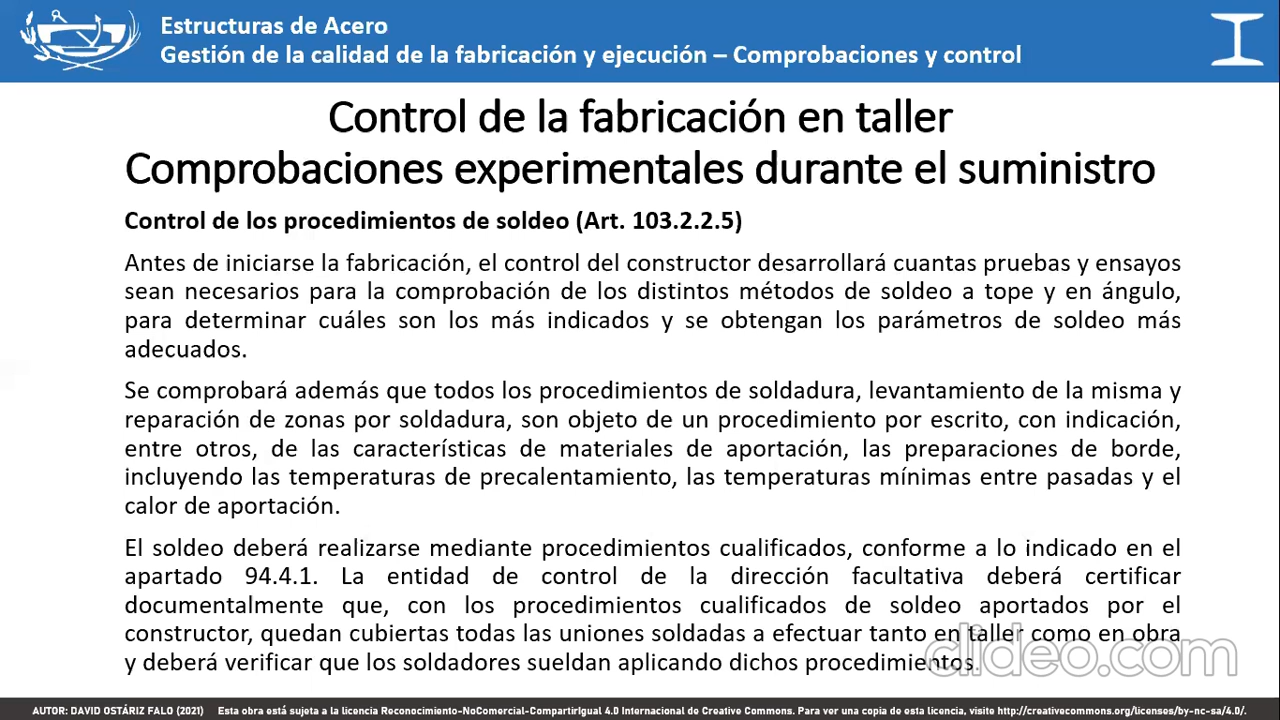 Estructuras de Acero
Gestión de la calidad de la fabricación y ejecución – Comprobaciones y control
Control de la fabricación en taller
Comprobaciones experimentales durante el suministro
Control de los procedimientos de soldeo (Art. 103.2.2.5)
Antes de iniciarse la fabricación, el control del constructor desarrollará cuantas pruebas y ensayos
sean necesarios para la comprobación de los distintos métodos de soldeo a tope y en ángulo,
para determinar cuáles son los más indicados y se obtengan los parámetros de soldeo más
adecuados.
Se comprobará además que todos los procedimientos de soldadura, levantamiento de la misma y
reparación de zonas por soldadura, son objeto de un procedimiento por escrito, con indicación,
entre otros, de las características de materiales de aportación, las preparaciones de borde,
incluyendo las temperaturas de precalentamiento, las temperaturas mínimas entre pasadas y el
calor de aportación.
El soldeo deberá realizarse mediante procedimientos cualificados, conforme a lo indicado en el
apartado 94.4.1. La entidad de control de la dirección facultativa deberá certificar
documentalmente que, con los procedimientos cualificados de soldeo aportados por el
constructor, quedan cubiertas todas las uniones soldadas a efectuar tanto en taller como en obra
y deberá verificar que los soldadores sueldan aplicando dichos procedimientos.
clideo.com
AUTOR: DAVID OSTÁRIZ FALO (2021) Esta obra está sujeta a la licencia Reconocimiento-NoComercial-CompartirIgual 4.0 Internacional de Creative Commons. Para ver una copia de esta licencia, visite http://creativecommons.org/licenses/by-nc-sa/4.0/.